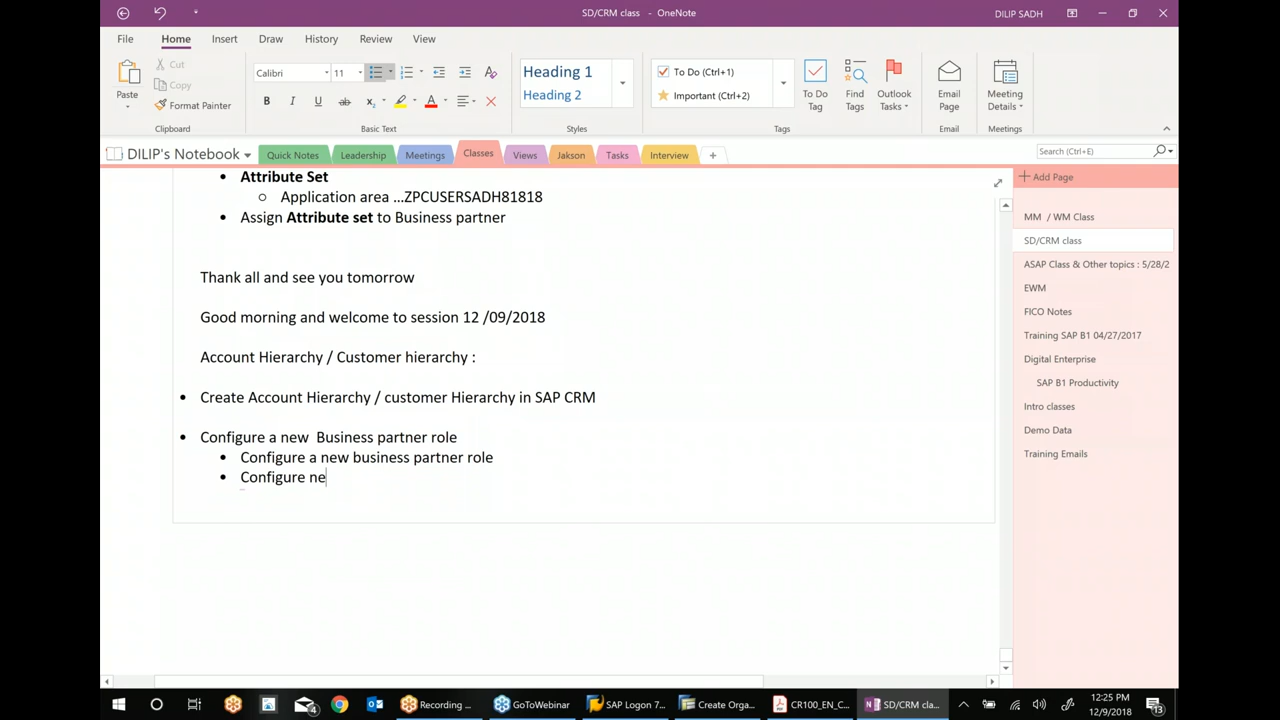 SD/CRM class - OneNote
DILIP SADH
File Home Insert Draw History Review View
Paste
Cut
Copy
Format Painter
Clipboard
Calibri 11
B I U ab x₂ A
Basic Text
Heading 1
Heading 2
Styles
To Do (Ctrl+1)
Important (Ctrl+2)
To Do Tag
Find Tags
Outlook Tasks
Tags
Email Page
Email
Meeting Details
Meetings
DILIP's Notebook Quick Notes Leadership Meetings Classes Views Jakson Tasks Interview
Search (Ctrl+E)
• Attribute Set
o Application area ...ZPCUSERSADH81818
• Assign Attribute set to Business partner
Thank all and see you tomorrow
Good morning and welcome to session 12 /09/2018
Account Hierarchy / Customer hierarchy :
• Create Account Hierarchy / customer Hierarchy in SAP CRM
• Configure a new Business partner role
• Configure a new business partner role
• Configure ne
Add Page
MM / WM Class
SD/CRM class
ASAP Class & Other topics : 5/28/2
EWM
FICO Notes
Training SAP B1 04/27/2017
Digital Enterprise
SAP B1 Productivity
Intro classes
Demo Data
Training Emails
4
Recording ...
GoToWebinar
SAP Logon 7...
Create Orga...
CR100_EN_C...
SD/CRM cla...
12:25 PM
12/9/2018
13